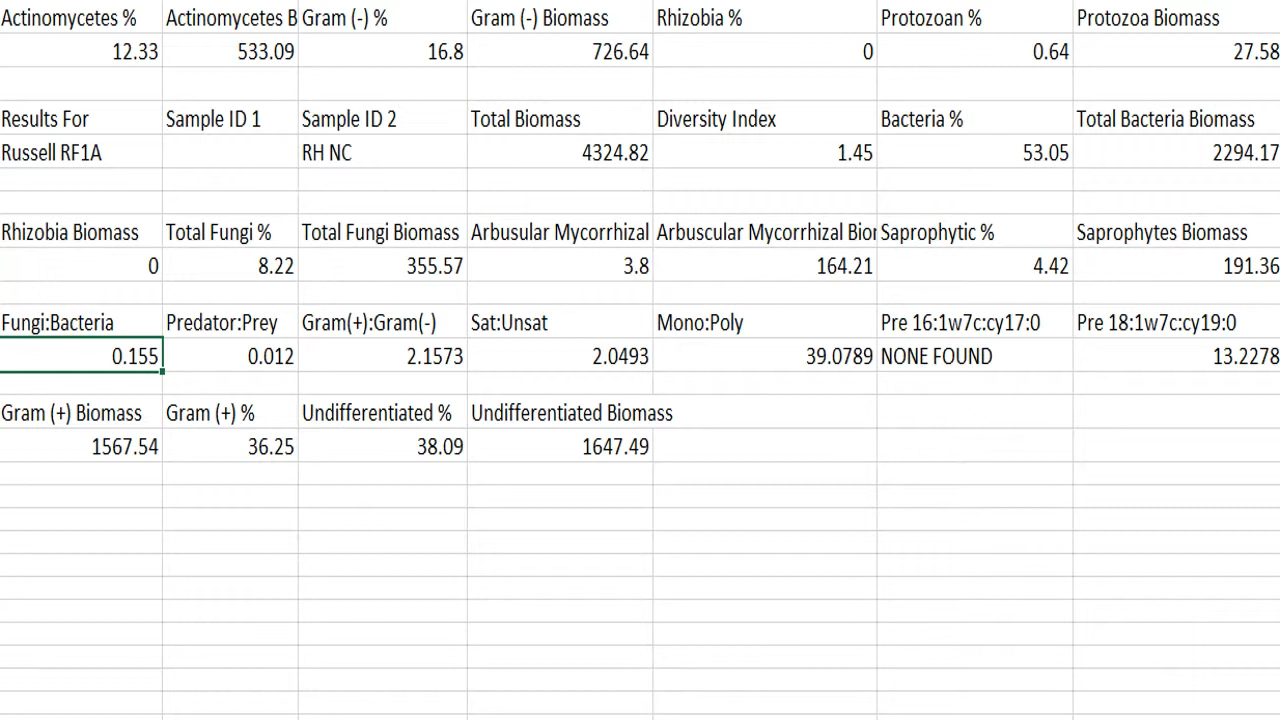 Actinomycetes % Actinomycetes B Gram (-) % Gram (-) Biomass Rhizobia % Protozoan % Protozoa Biomass
12.33 533.09 16.8 726.64 0 0.64 27.58
Results For Sample ID 1 Sample ID 2 Total Biomass Diversity Index Bacteria % Total Bacteria Biomass
Russell RF1A RH NC 4324.82 1.45 53.05 2294.17
Rhizobia Biomass Total Fungi % Total Fungi Biomass Arbusular Mycorrhizal Arbuscular Mycorrhizal Bior Saprophytic % Saprophytes Biomass
0 8.22 355.57 3.8 164.21 4.42 191.36
Fungi:Bacteria Predator:Prey Gram(+):Gram(-) Sat:Unsat Mono:Poly Pre 16:1w7c:cy17:0 Pre 18:1w7c:cy19:0
0.155 0.012 2.1573 2.0493 39.0789 NONE FOUND 13.2278
Gram (+) Biomass Gram (+) % Undifferentiated % Undifferentiated Biomass
1567.54 36.25 38.09 1647.49